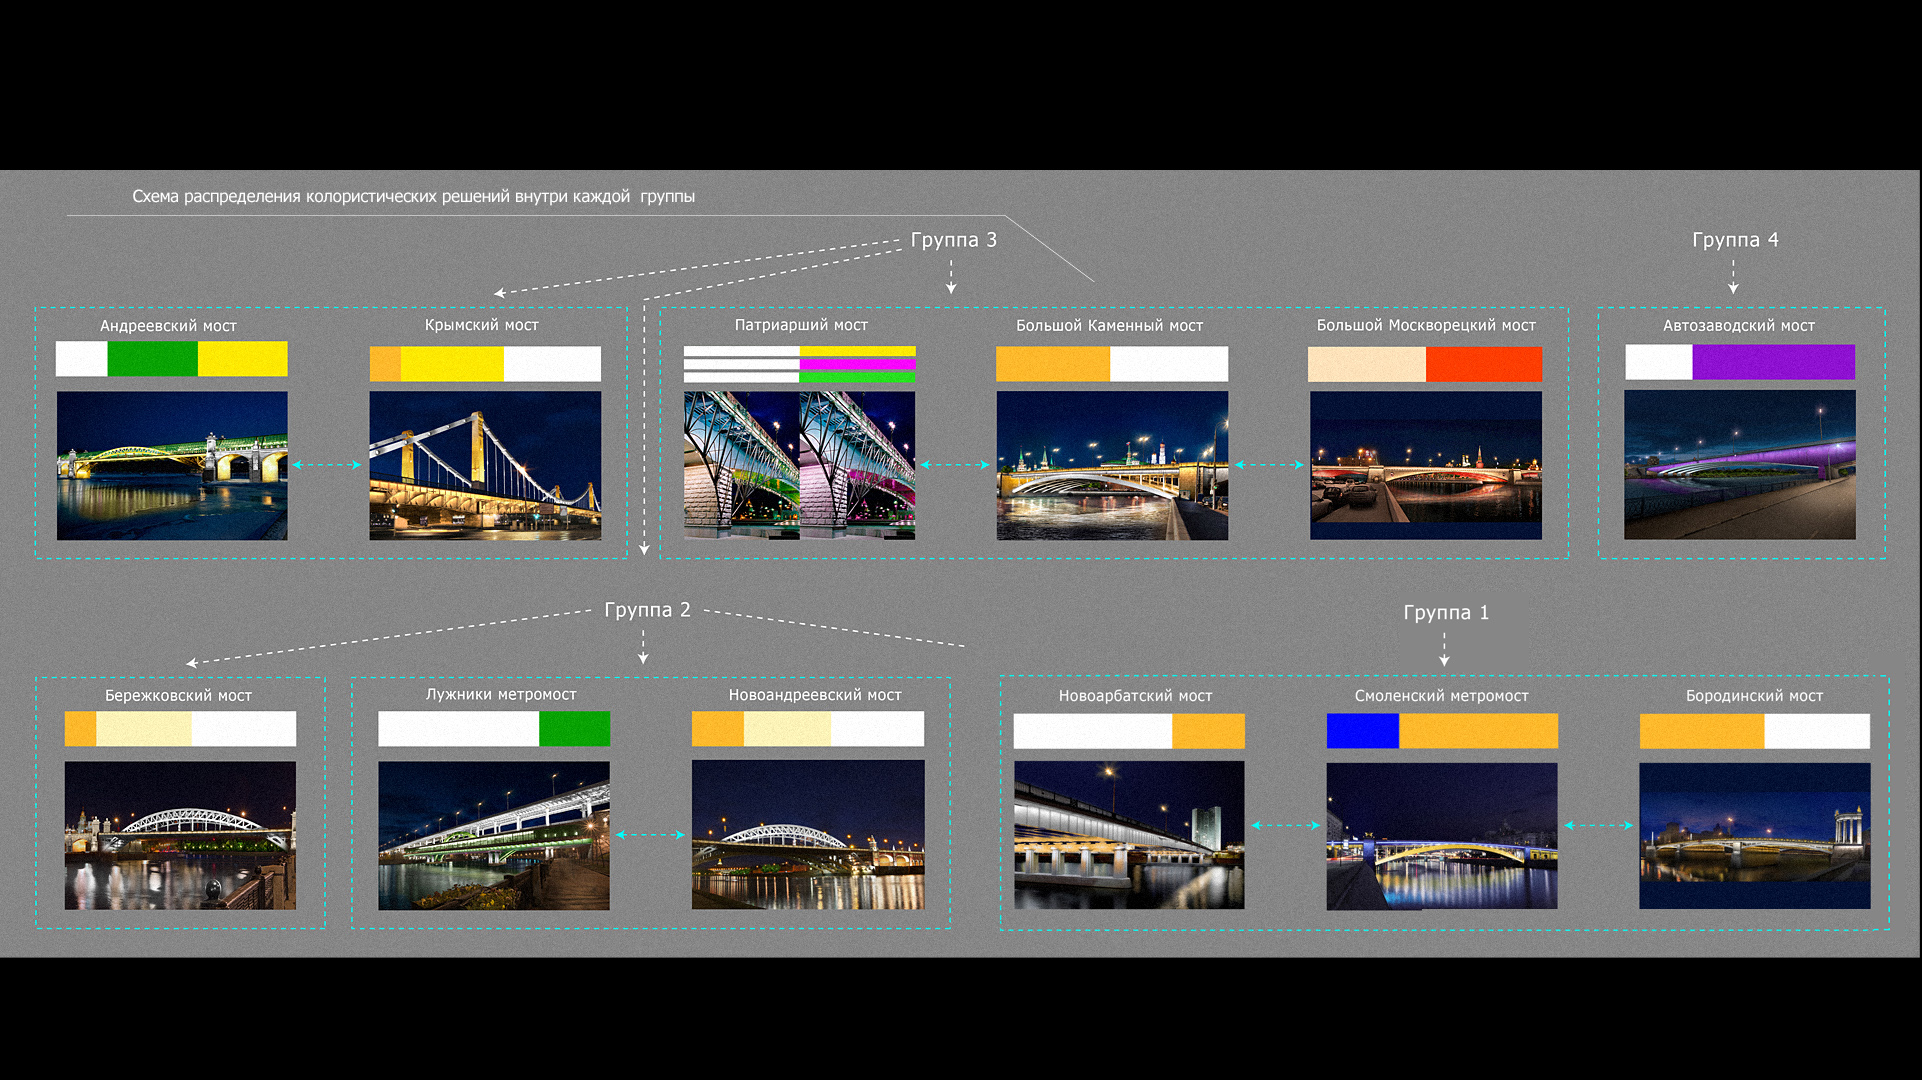 Схема распределения колористических решений внутри каждой группы
Группа 3
Группа 4
Андреевский мост
Крымский мост
Патриарший мост
Большой Каменный мост
Большой Москворецкий мост
Автозаводский мост
Группа 2
Группа 1
Бережковский мост
Лужники метромост
Новоандреевский мост
Новоарбатский мост
Смоленский метромост
Бородинский мост